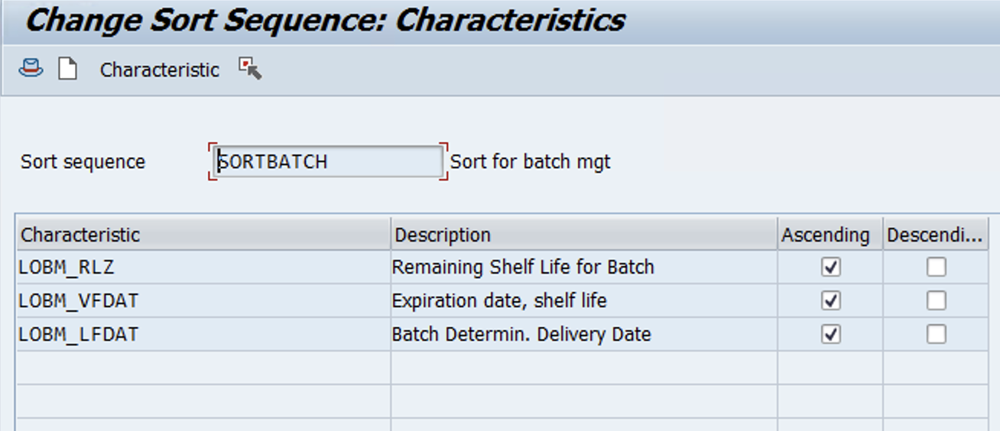 Change Sort Sequence: Characteristics
Characteristic
Sort sequence SORTBATCH Sort for batch mgt
Characteristic Description Ascending Descendi...
LOBM_RLZ Remaining Shelf Life for Batch
LOBM_VFDAT Expiration date, shelf life
LOBM_LFDAT Batch Determin. Delivery Date